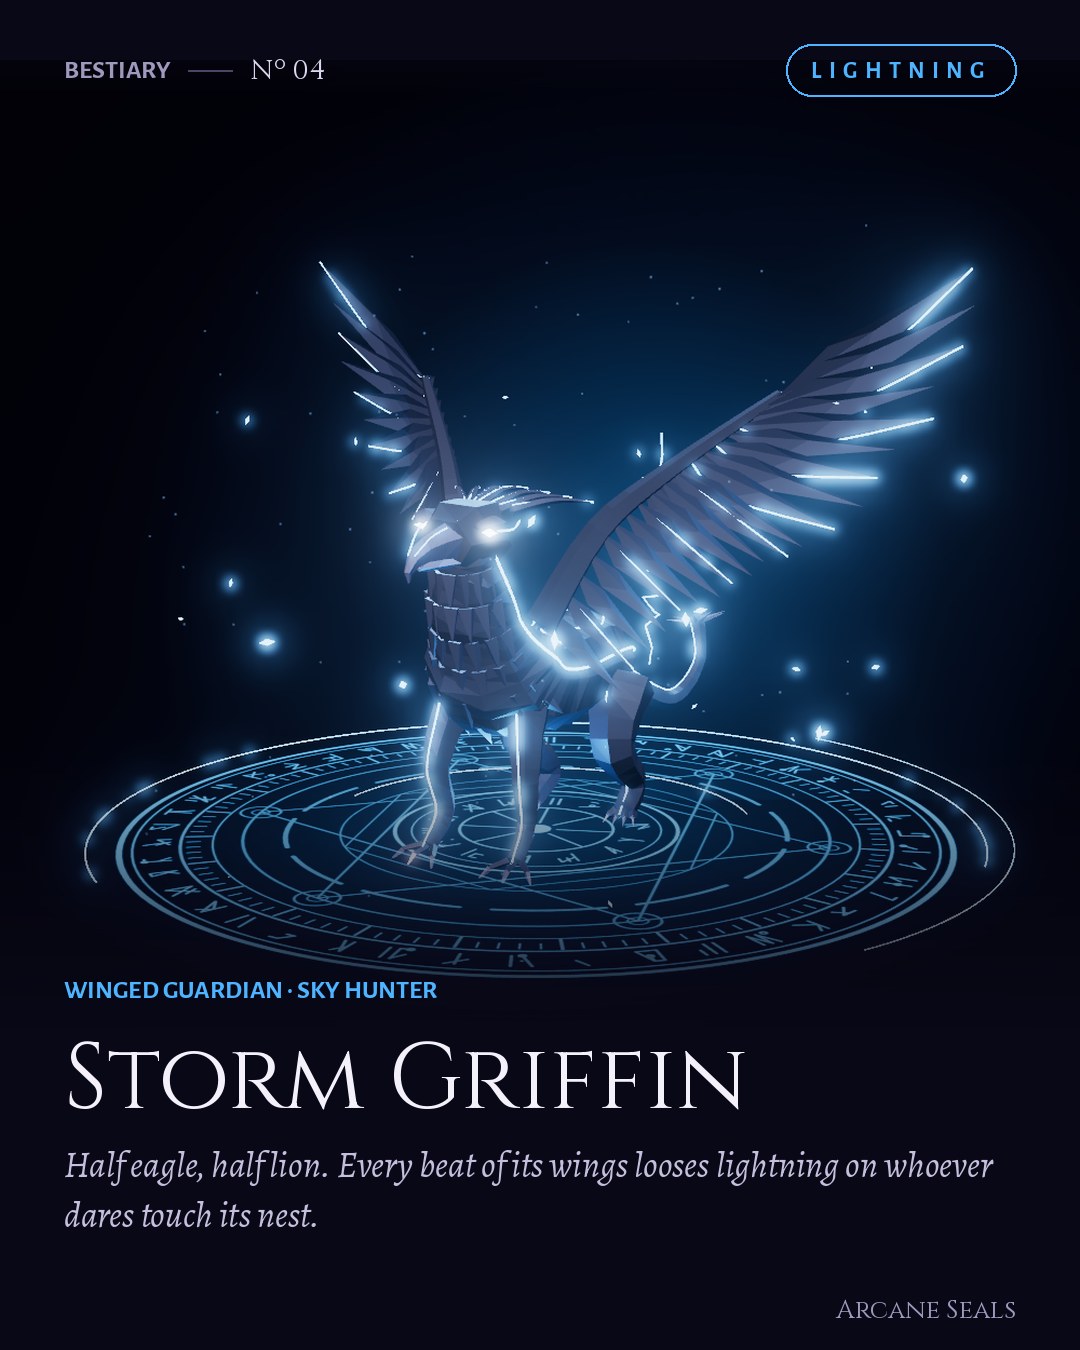 BESTIARY — Nº 04
LIGHTNING
WINGED GUARDIAN · SKY HUNTER
Storm Griffin
Half eagle, half lion. Every beat of its wings looses lightning on whoever
dares touch its nest.
Arcane Seals